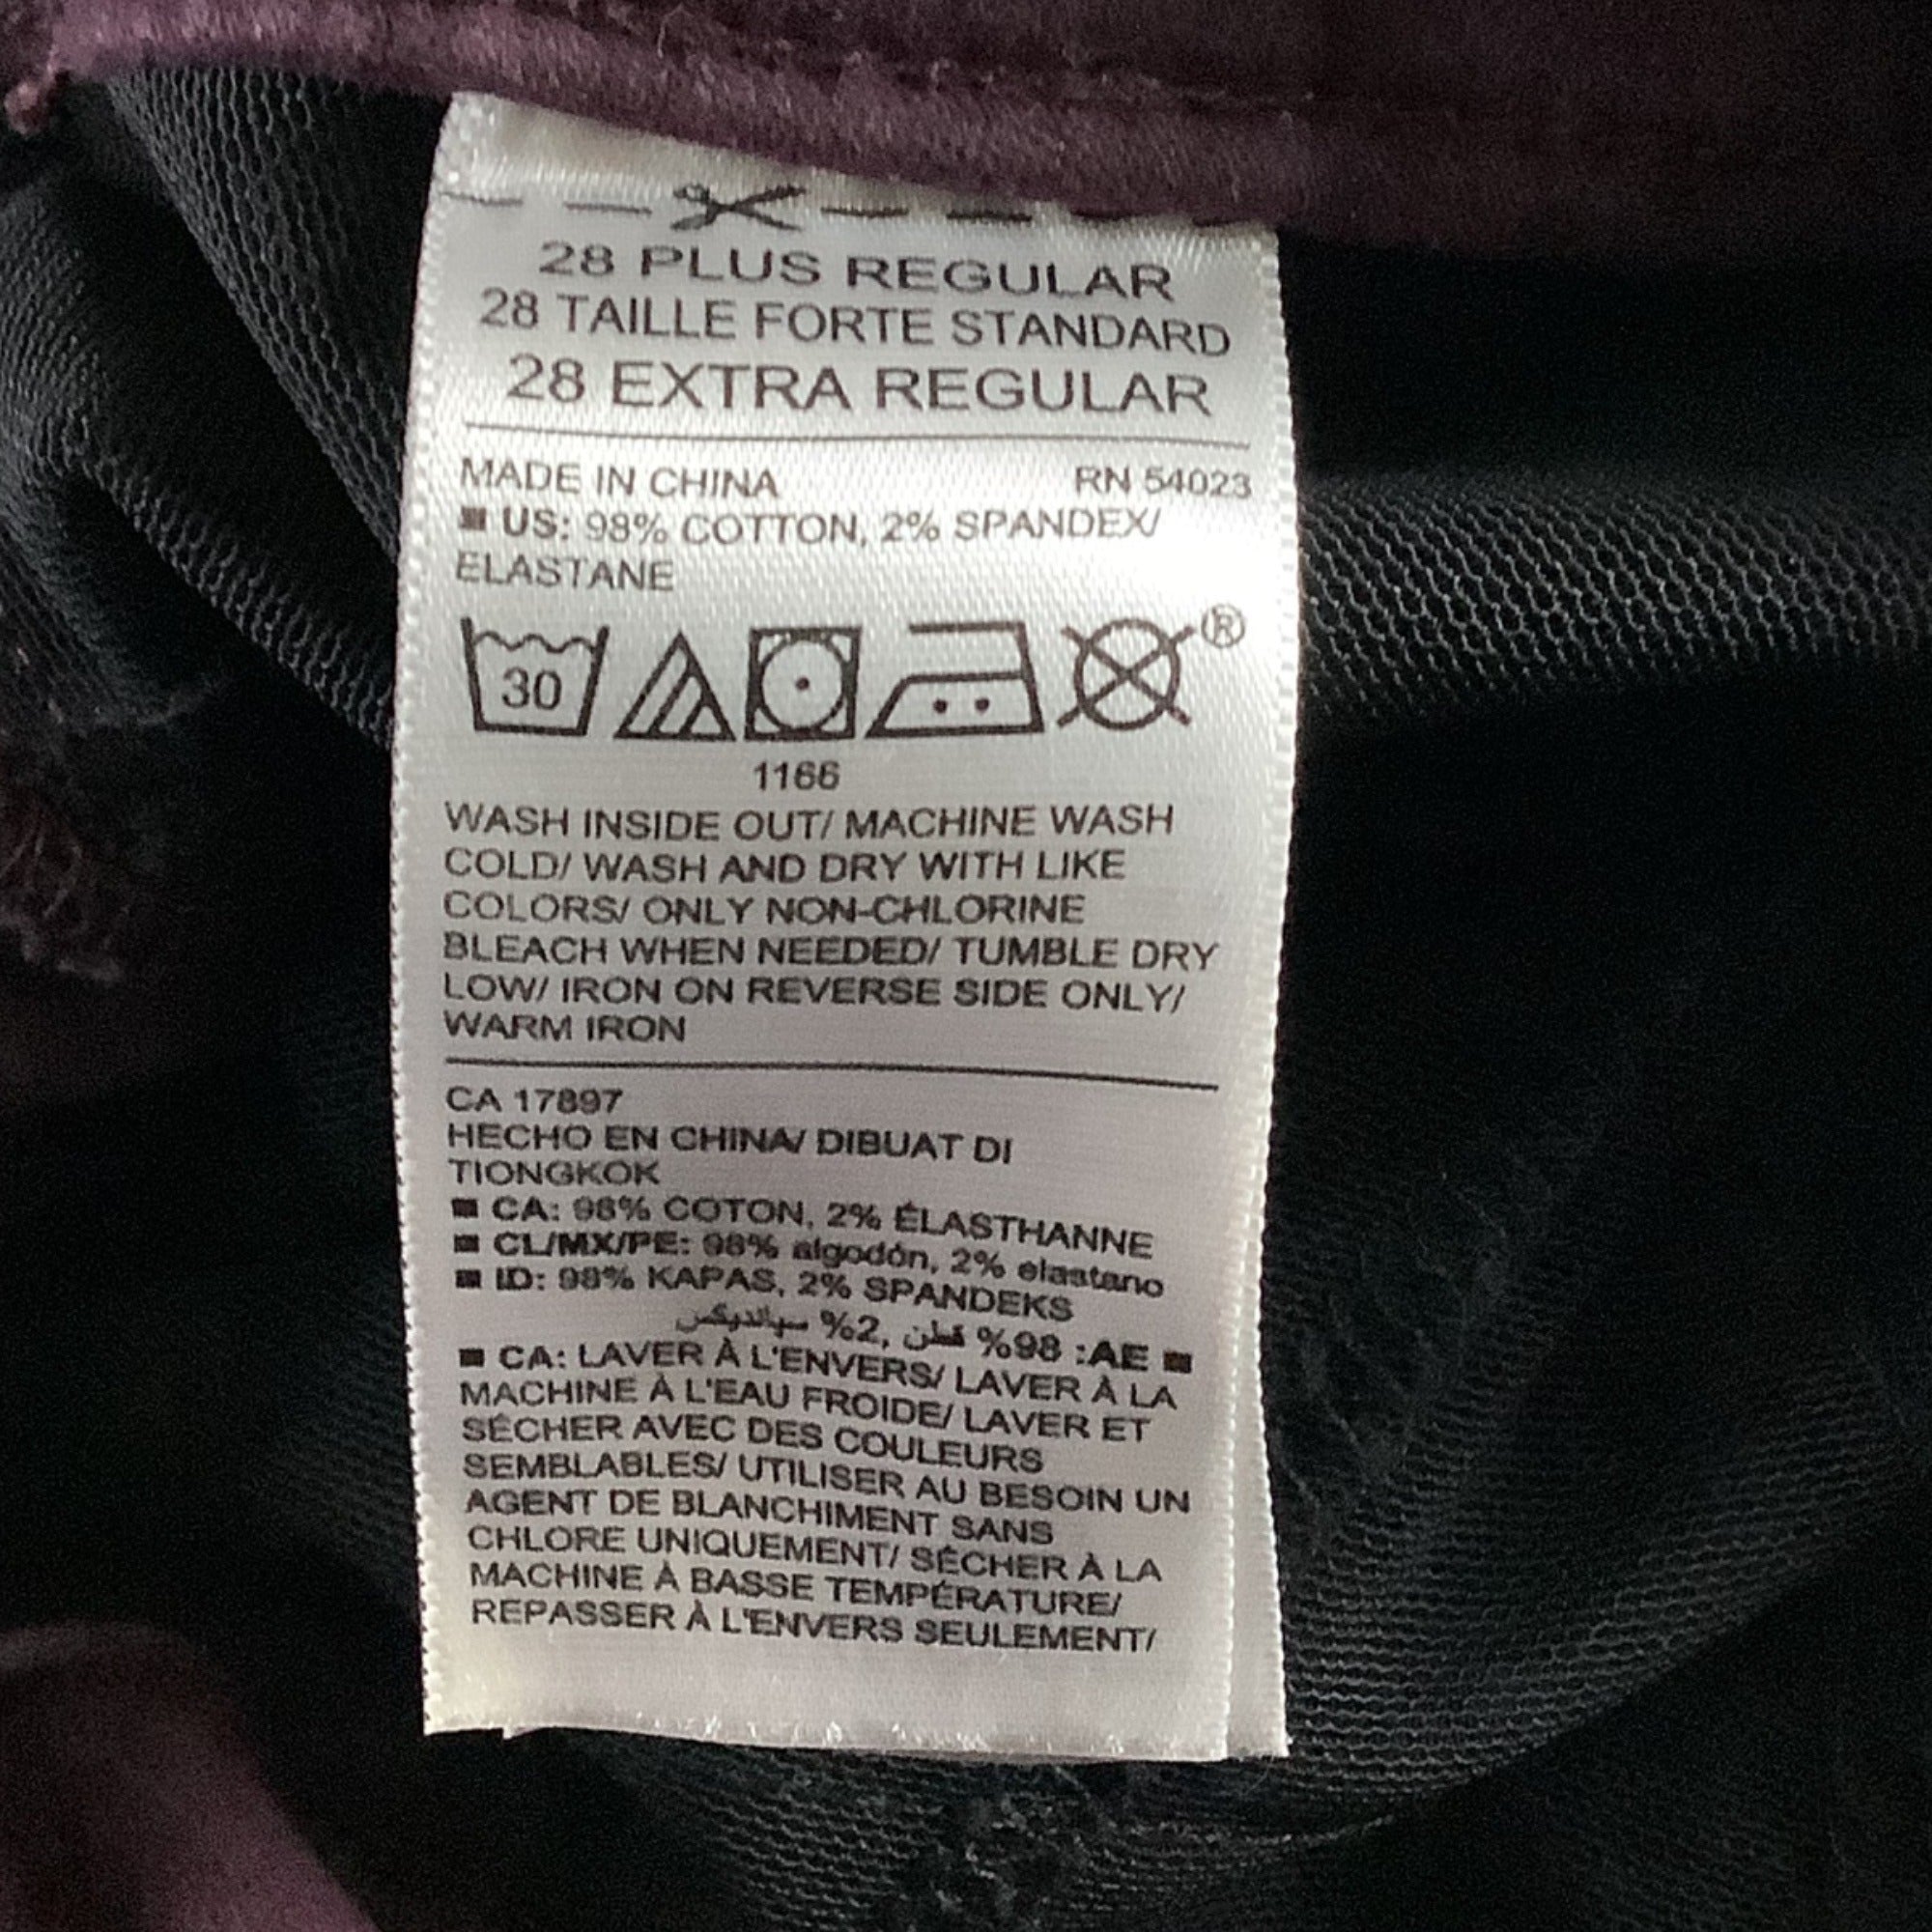 28 PLUS REGULAR
28 TAILLE FORTE STANDARD
28 EXTRA REGULAR
MADE IN CHINA RN 54023
■ US: 98% COTTON, 2% SPANDEX/
ELASTANE
30
®
1166
WASH INSIDE OUT/ MACHINE WASH
COLD/ WASH AND DRY WITH LIKE
COLORS/ ONLY NON-CHLORINE
BLEACH WHEN NEEDED/ TUMBLE DRY
LOW/ IRON ON REVERSE SIDE ONLY/
WARM IRON
CA 17897
HECHO EN CHINA/ DIBUAT DI
TIONGKOK
■ CA: 98% COTON, 2% ÉLASTHANNE
■ CL/MX/PE: 98% algodón, 2% elastano
■ ID: 98% KAPAS, 2% SPANDEKS
■ AE: 98% قطن, 2% سپاندیکس
■ CA: LAVER À L'ENVERS/ LAVER À LA
MACHINE À L'EAU FROIDE/ LAVER ET
SÉCHER AVEC DES COULEURS
SEMBLABLES/ UTILISER AU BESOIN UN
AGENT DE BLANCHIMENT SANS
CHLORE UNIQUEMENT/ SÉCHER À LA
MACHINE À BASSE TEMPÉRATURE/
REPASSER À L'ENVERS SEULEMENT/